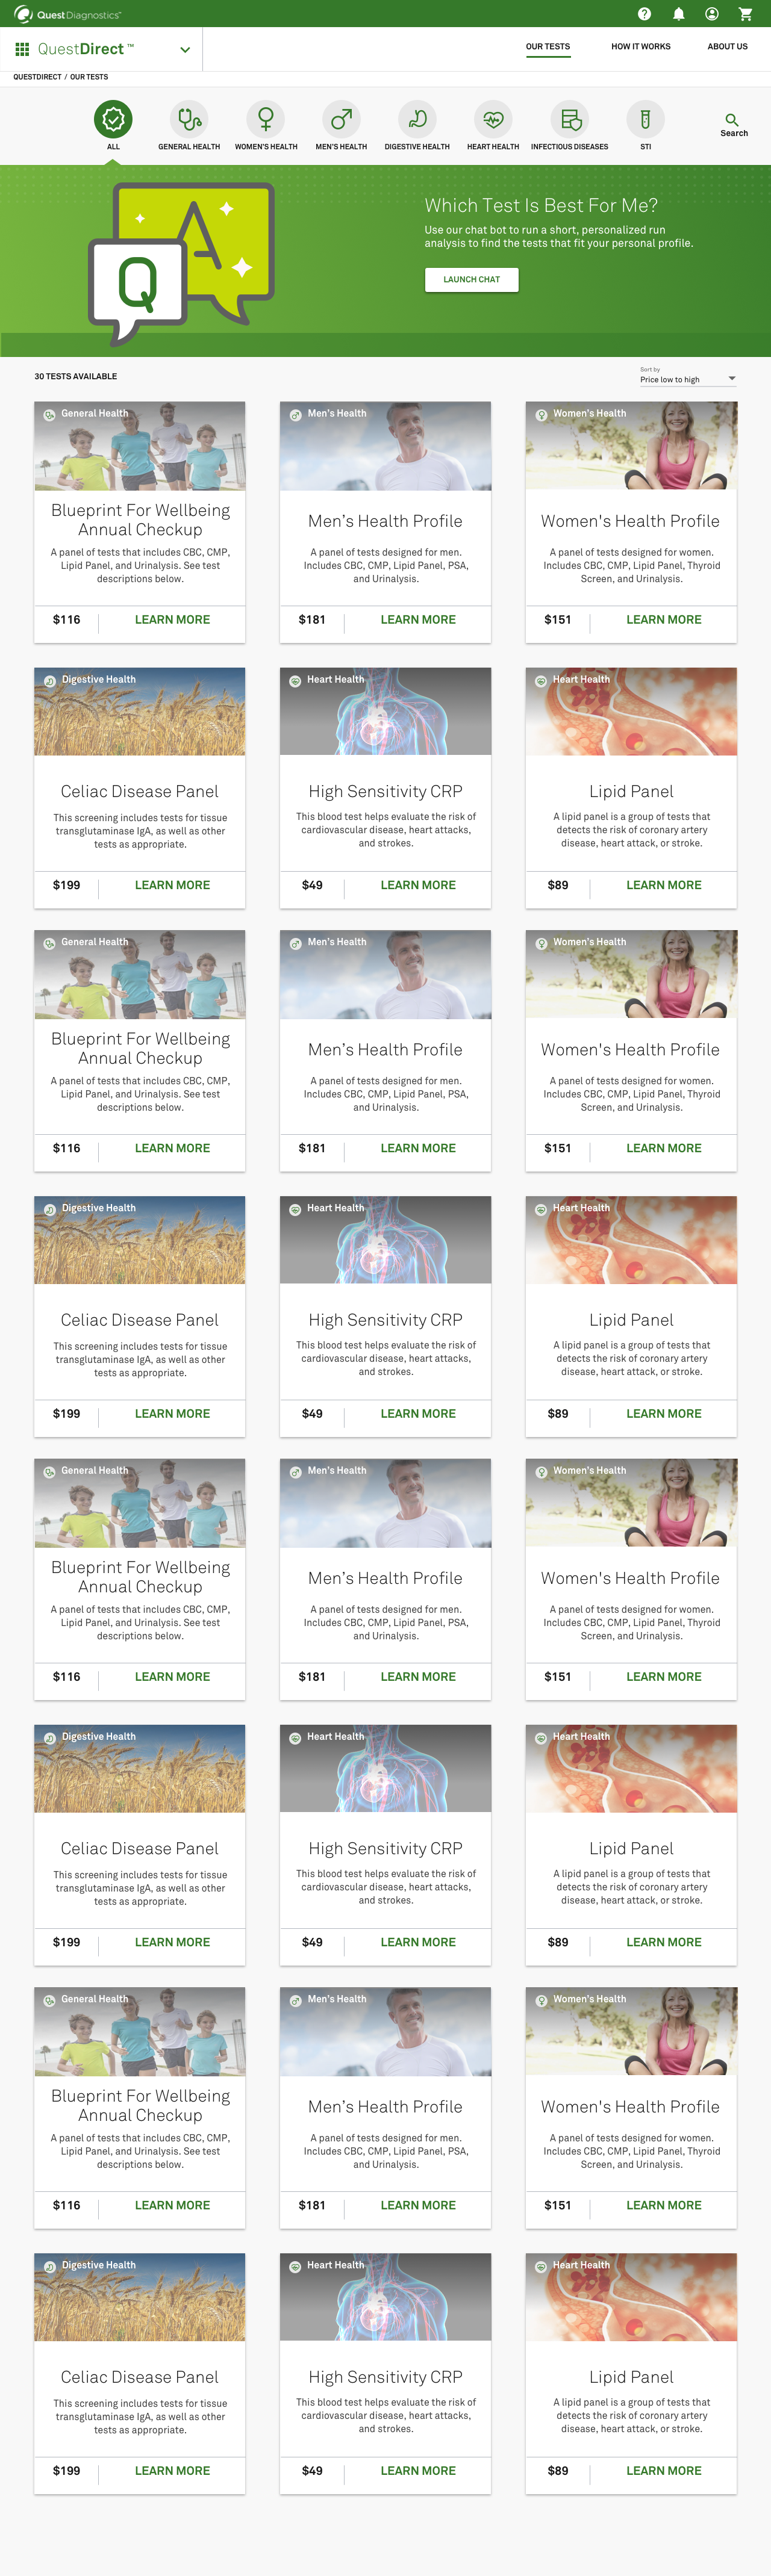 QuestDiagnostics™
QuestDirect™
OUR TESTS
HOW IT WORKS
ABOUT US
QUESTDIRECT / OUR TESTS
ALL
GENERAL HEALTH
WOMEN'S HEALTH
MEN'S HEALTH
DIGESTIVE HEALTH
HEART HEALTH
INFECTIOUS DISEASES
STI
Search
Q
A
Which Test Is Best For Me?
Use our chat bot to run a short, personalized run
analysis to find the tests that fit your personal profile.
LAUNCH CHAT
30 TESTS AVAILABLE
Sort by
Price low to high
General Health
Blueprint For Wellbeing
Annual Checkup
A panel of tests that includes CBC, CMP,
Lipid Panel, and Urinalysis. See test
descriptions below.
$116
LEARN MORE
Men's Health
Men's Health Profile
A panel of tests designed for men.
Includes CBC, CMP, Lipid Panel, PSA,
and Urinalysis.
$181
LEARN MORE
Women's Health
Women's Health Profile
A panel of tests designed for women.
Includes CBC, CMP, Lipid Panel, Thyroid
Screen, and Urinalysis.
$151
LEARN MORE
Digestive Health
Celiac Disease Panel
This screening includes tests for tissue
transglutaminase IgA, as well as other
tests as appropriate.
$199
LEARN MORE
Heart Health
High Sensitivity CRP
This blood test helps evaluate the risk of
cardiovascular disease, heart attacks,
and strokes.
$49
LEARN MORE
Heart Health
Lipid Panel
A lipid panel is a group of tests that
detects the risk of coronary artery
disease, heart attack, or stroke.
$89
LEARN MORE
General Health
Blueprint For Wellbeing
Annual Checkup
A panel of tests that includes CBC, CMP,
Lipid Panel, and Urinalysis. See test
descriptions below.
$116
LEARN MORE
Men's Health
Men's Health Profile
A panel of tests designed for men.
Includes CBC, CMP, Lipid Panel, PSA,
and Urinalysis.
$181
LEARN MORE
Women's Health
Women's Health Profile
A panel of tests designed for women.
Includes CBC, CMP, Lipid Panel, Thyroid
Screen, and Urinalysis.
$151
LEARN MORE
Digestive Health
Celiac Disease Panel
This screening includes tests for tissue
transglutaminase IgA, as well as other
tests as appropriate.
$199
LEARN MORE
Heart Health
High Sensitivity CRP
This blood test helps evaluate the risk of
cardiovascular disease, heart attacks,
and strokes.
$49
LEARN MORE
Heart Health
Lipid Panel
A lipid panel is a group of tests that
detects the risk of coronary artery
disease, heart attack, or stroke.
$89
LEARN MORE
General Health
Blueprint For Wellbeing
Annual Checkup
A panel of tests that includes CBC, CMP,
Lipid Panel, and Urinalysis. See test
descriptions below.
$116
LEARN MORE
Men's Health
Men's Health Profile
A panel of tests designed for men.
Includes CBC, CMP, Lipid Panel, PSA,
and Urinalysis.
$181
LEARN MORE
Women's Health
Women's Health Profile
A panel of tests designed for women.
Includes CBC, CMP, Lipid Panel, Thyroid
Screen, and Urinalysis.
$151
LEARN MORE
Digestive Health
Celiac Disease Panel
This screening includes tests for tissue
transglutaminase IgA, as well as other
tests as appropriate.
$199
LEARN MORE
Heart Health
High Sensitivity CRP
This blood test helps evaluate the risk of
cardiovascular disease, heart attacks,
and strokes.
$49
LEARN MORE
Heart Health
Lipid Panel
A lipid panel is a group of tests that
detects the risk of coronary artery
disease, heart attack, or stroke.
$89
LEARN MORE
General Health
Blueprint For Wellbeing
Annual Checkup
A panel of tests that includes CBC, CMP,
Lipid Panel, and Urinalysis. See test
descriptions below.
$116
LEARN MORE
Men's Health
Men's Health Profile
A panel of tests designed for men.
Includes CBC, CMP, Lipid Panel, PSA,
and Urinalysis.
$181
LEARN MORE
Women's Health
Women's Health Profile
A panel of tests designed for women.
Includes CBC, CMP, Lipid Panel, Thyroid
Screen, and Urinalysis.
$151
LEARN MORE
Digestive Health
Celiac Disease Panel
This screening includes tests for tissue
transglutaminase IgA, as well as other
tests as appropriate.
$199
LEARN MORE
Heart Health
High Sensitivity CRP
This blood test helps evaluate the risk of
cardiovascular disease, heart attacks,
and strokes.
$49
LEARN MORE
Heart Health
Lipid Panel
A lipid panel is a group of tests that
detects the risk of coronary artery
disease, heart attack, or stroke.
$89
LEARN MORE